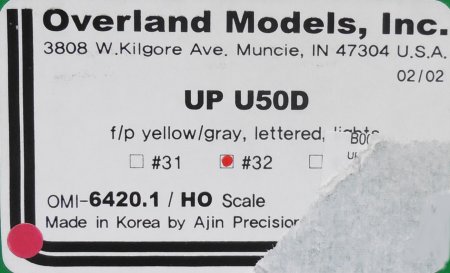 Overland Models, Inc.
3808 W.Kilgore Ave. Muncie, IN 47304 U.S.A.
02/02
UP U50D
f/p yellow/gray, lettered,
#31 #32
OMI-6420.1 / HO Scale
Made in Korea by Ajin Precision